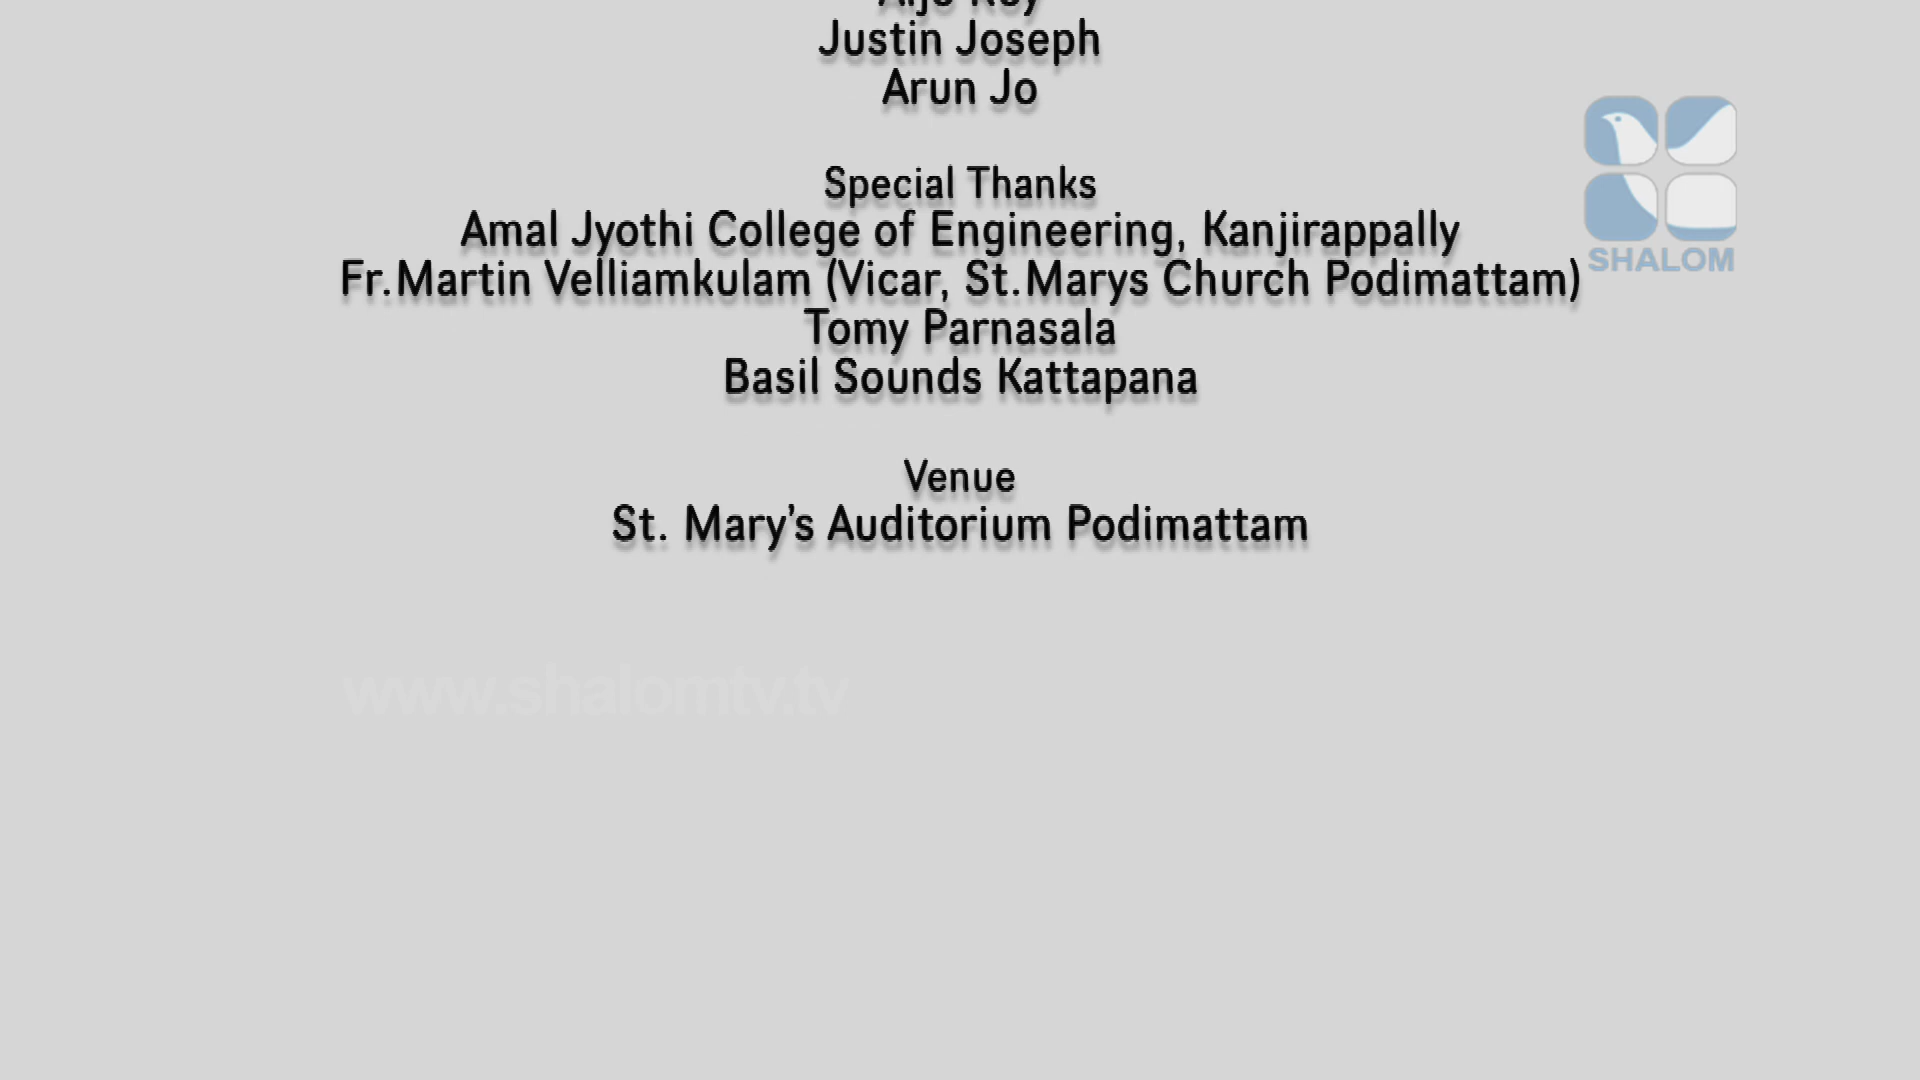 Justin Joseph
Arun Jo
Special Thanks
Amal Jyothi College of Engineering, Kanjirappally
Fr.Martin Velliamkulam (Vicar, St.Marys Church Podimattam)
Tomy Parnasala
Basil Sounds Kattapana
Venue
St. Mary's Auditorium Podimattam
SHALOM
www.shalomtv.tv